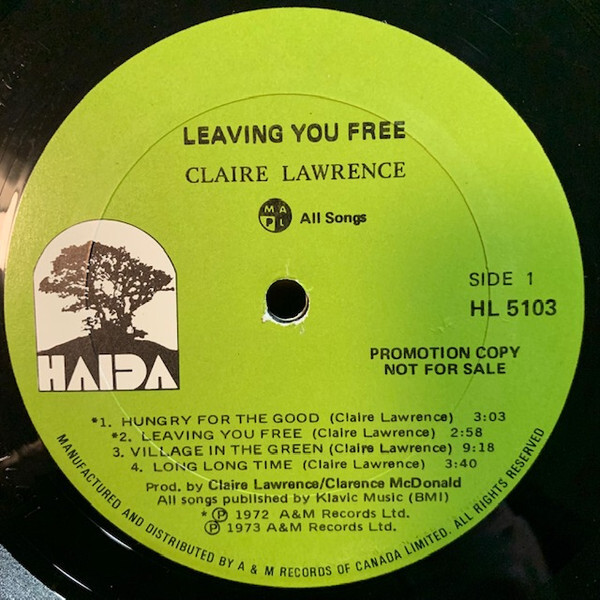 LEAVING YOU FREE
CLAIRE LAWRENCE
MAPL All Songs
SIDE 1
HL 5103
HAIDA
PROMOTION COPY
NOT FOR SALE
*1. HUNGRY FOR THE GOOD (Claire Lawrence) 3:03
*2. LEAVING YOU FREE (Claire Lawrence) 2:58
3. VILLAGE IN THE GREEN (Claire Lawrence) 9:18
4. LONG LONG TIME (Claire Lawrence) 3:40
Prod. by Claire Lawrence/Clarence McDonald
All songs published by Klavic Music (BMI)
* Ⓟ 1972 A&M Records Ltd.
Ⓟ 1973 A&M Records Ltd.
MANUFACTURED AND DISTRIBUTED BY A & M RECORDS OF CANADA LIMITED. ALL RIGHTS RESERVED